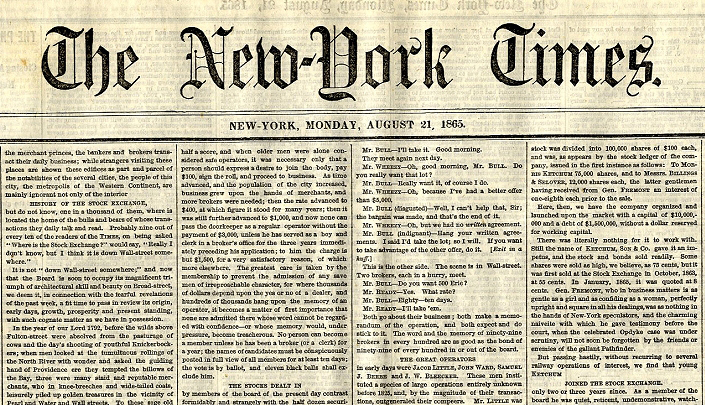 The New-York Times.
NEW-YORK, MONDAY, AUGUST 21, 1865.
the merchant princes, the bankers and brokers trans-
act their daily business; while strangers visiting these
places are shown these edifices as part and parcel of
the notabilities of the several cities, the people of this
city, the metropolis of the Western Continent, are
mainly ignorant not only of the interior
HISTORY OF THE STOCK EXCHANGE,
but do not know, one in a thousand of them, where is
located the home of the bulls and bears of whose trans-
actions they daily talk and read. Probably nine out of
every ten of the readers of the TIMES, on being asked
"Where is the Stock Exchange?" would say, "Really I
don't know, but I think it is down Wall-street some-
where."
It is not "down Wall-street somewhere;" and now
that the Board is soon to occupy its magnificent tri-
umph of architectural skill and beauty on Broad-street,
we deem it, in connection with the fearful revelations
of the past week, a fit time to pass in review its origin,
early days, growth, prosperity and present standing,
with such cognate matter as we have in possession.
In the year of our Lord 1792, before the wilds above
Fulton-street were absolved from the pasturage of
cows and the day's shooting of youthful Knickerbock-
ers; when men looked at the tumultuous rollings of
the North River with wonder and asked the guiding
hand of Providence ere they tempted the billows of
the Bay, three were many staid and reputable mer-
chants, who in knee-breeches and wide-tailed coats,
leisurely piled up golden treasures in the vicinity of
Pearl and Water and Wall streets. To these sure old
half a score, and when older men alone con-
sidered safe operators, it was necessary only that a
person should express a desire to join the body, pay
$100, sign the roll, and proceed to business. As time
advanced, and the population of the city increased,
business grew upon the hands of merchants, and
more brokers were needed; then the rate advanced to
$400, at which figure it stood for many years; then it
was still further advanced to $1,000, and now none can
pass the doorkeeper as a regular operator without the
payment of $3,000, unless he has served as a boy and
clerk in a broker's office for the three years immedi-
ately preceding his application; to him the charge is
but $1,500, for a very satisfactory reason, of which
more elsewhere. The greatest care is taken by the
membership to prevent the admission of any save
men of irreproachable character, for where thousands
of dollars depend upon the yea or no of a dealer, and
hundreds of thousands hang upon the memory of an
operator, it becomes a matter of first importance that
none are admitted there whose word cannot be regard-
ed with confidence—or whose memory, would, under
pressure, become treacherous. No person can become
a member unless he has been a broker (or a clerk) for
a year; the names of candidates must be conspicuously
posted in full view of all members for at least ten days;
the vote is by ballot, and eleven black balls shall ex-
clude him.
THE STOCKS DEALT IN
by members of the board, of the present day contrast
formidably and strangely with the half dozen securi-
Mr. BULL—I'll take it. Good morning.
They meet again next day.
Mr. WHERRY—Oh, good morning, Mr. BULL. Do
you really want that lot?
Mr. BULL—Really want it, of course I do.
Mr. WHERRY—Oh, because I've had a better offer
than $5,000.
Mr. BULL (disgusted)—Well, I can't help that, Sir;
the bargain was made, and that's the end of it.
Mr. WHERRY—Oh, but we had no written agreement.
Mr. BULL (indignant)—Hang your written agree-
ments. I said I'd take the lot; so I will. If you want
to take advantage of the other offer, do it. [Exit in a
huff.]
This is the other side. The scene is in Wall-street.
Two brokers, each in a hurry, meet.
Mr. BULL—Do you want 500 Erie?
Mr. READY—Yes. What rate?
Mr. BULL—Eighty—ten days.
Mr. READY—I'll take 'em.
Both go about their business; both make a memo-
randum of the operation, and both expect and do
stick to it. The word and the memory of ninety-nine
brokers in every hundred are as good as the bond of
ninety-nine of every hundred in or out of the board.
THE GREAT OPERATORS
in early days were JACOB LITTLE, JOHN WARD, SAMUEL
J. BEEBE and J. W. BLEECKER. These men insti-
tuted a species of large operations entirely unknown
before 1825, and, by the magnitude of their transac-
tions, outgeneraled their compeers. Mr. LITTLE was
stock was divided into 100,000 shares of $100 each,
and was, as appears by the stock ledger of the com-
pany, issued in the first instance as follows: To MOR-
RIS KETCHUM 75,000 shares, and to Messrs. BILLINGS
& SELOVER, 12,000 shares each, the latter gentlemen
having received from Gen. FREMONT an interest of
one-eighth each prior to the sale.
Here, then, we have the company organized and
launched upon the market with a capital of $10,000,-
000 and a debt of $1,500,000, without a dollar reserved
for working capital.
There was literally nothing for it to work with.
Still the name of KETCHUM, SON & Co. gave it an im-
petus, and the stock and bonds sold readily. Some
shares were sold as high, we believe, as 75 cents, but it
was first sold at the Stock Exchange in October, 1863,
at 55 cents. In January, 1865, it was quoted at 8
cents. Gen. FREMONT, who in business matter is as
gentle as a girl and as confiding as a woman, perfectly
upright and square in all his dealing, was as nothing in
the hands of New-York speculators, and the charming
naivete with which he gave testimony before the
court, when the celebrated Opdyke case was under
scrutiny, will not soon be forgotten by the friends or
enemies of the gallant Pathfinder.
But passing hastily, without recurring to several
railway operations of interest, we find that young
KETCHUM
JOINED THE STOCK EXCHANGE,
only two or three years since. As a member of the
board he was quiet, reticent, undemonstrative, watch-